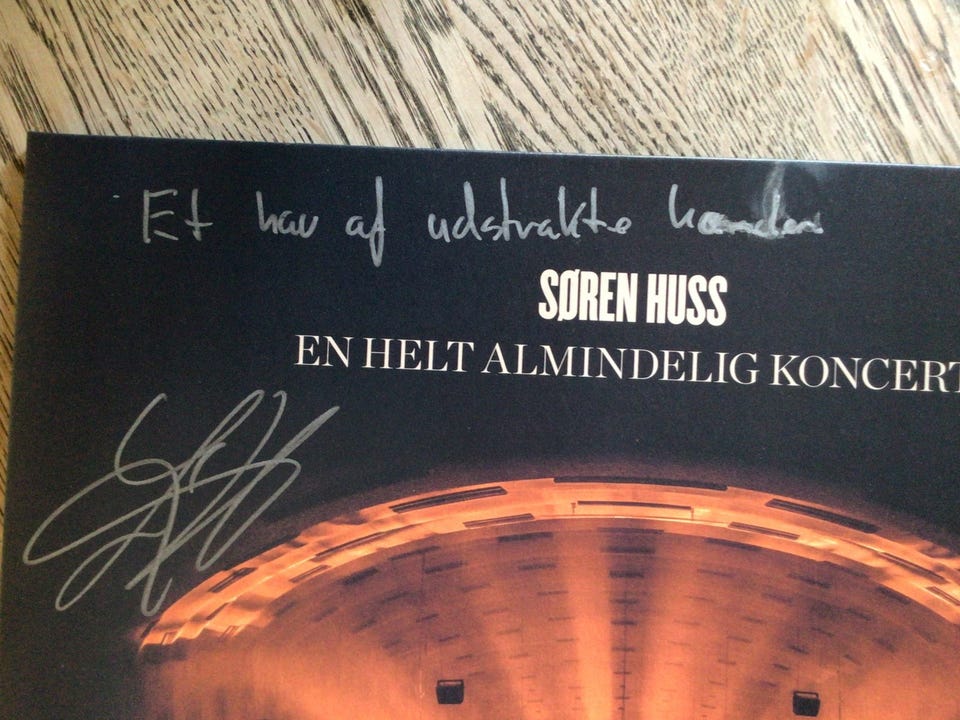 Et hav af udstrakte hænder
SØREN HUSS
EN HELT ALMINDELIG KONCERT